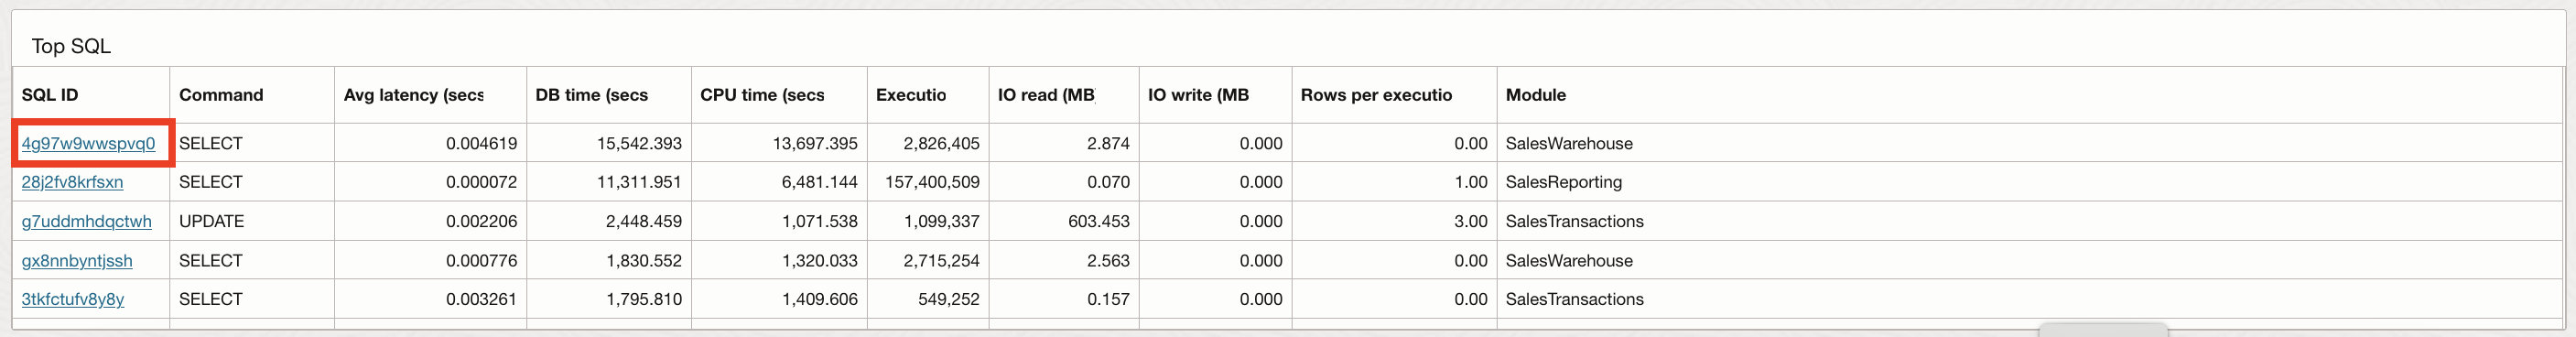 Top SQL
SQL ID Command Avg latency (secs DB time (secs CPU time (secs Executio IO read (MB) IO write (MB Rows per executio Module
4g97w9wwspvq0 SELECT 0.004619 15,542.393 13,697.395 2,826,405 2.874 0.000 0.00 SalesWarehouse
28j2fv8krfsxn SELECT 0.000072 11,311.951 6,481.144 157,400,509 0.070 0.000 1.00 SalesReporting
g7uddmhdqctwh UPDATE 0.002206 2,448.459 1,071.538 1,099,337 603.453 0.000 3.00 SalesTransactions
gx8nnbyntjssh SELECT 0.000776 1,830.552 1,320.033 2,715,254 2.563 0.000 0.00 SalesWarehouse
3tkfctufv8y8y SELECT 0.003261 1,795.810 1,409.606 549,252 0.157 0.000 0.00 SalesTransactions